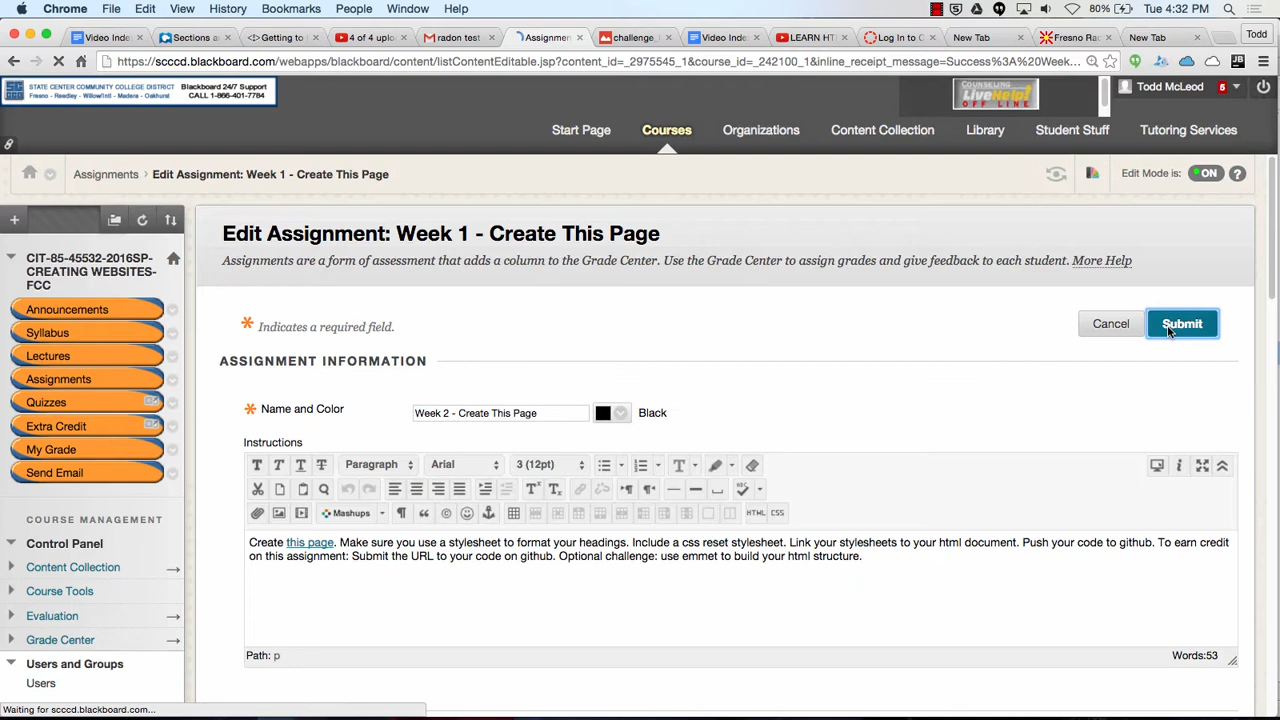 Chrome File Edit View History Bookmarks People Window Help 80% Tue 4:32 PM
Video Inde Sections a Getting to 4 of 4 uplo radon test Assignmen challenge_ Video Inde LEARN HT Log In to C New Tab Fresno Rac New Tab Todd
https://scccd.blackboard.com/webapps/blackboard/content/listContentEditable.jsp?content_id=_2975545_1&course_id=_242100_1&inline_receipt_message=Success%3A%20Week...
STATE CENTER COMMUNITY COLLEGE DISTRICT
Fresno - Reedley - Willow/Intl - Madera - Oakhurst
Blackboard 24/7 Support
CALL 1-866-401-7784
COUNSELING
LiveHelp!
OFF LINE
Todd McLeod 5
Start Page Courses Organizations Content Collection Library Student Stuff Tutoring Services
Assignments Edit Assignment: Week 1 - Create This Page Edit Mode is: ON ?
CIT-85-45532-2016SP-
CREATING WEBSITES-
FCC
Announcements
Syllabus
Lectures
Assignments
Quizzes
Extra Credit
My Grade
Send Email
COURSE MANAGEMENT
Control Panel
Content Collection
Course Tools
Evaluation
Grade Center
Users and Groups
Users
Edit Assignment: Week 1 - Create This Page
Assignments are a form of assessment that adds a column to the Grade Center. Use the Grade Center to assign grades and give feedback to each student. More Help
Indicates a required field.
Cancel Submit
ASSIGNMENT INFORMATION
Name and Color Week 2 - Create This Page Black
Instructions
T T T T Paragraph Arial 3 (12pt) T
Mashups HTML CSS
Create this page. Make sure you use a stylesheet to format your headings. Include a css reset stylesheet. Link your stylesheets to your html document. Push your code to github. To earn credit
on this assignment: Submit the URL to your code on github. Optional challenge: use emmet to build your html structure.
Path: p Words:53
Waiting for scccd.blackboard.com...